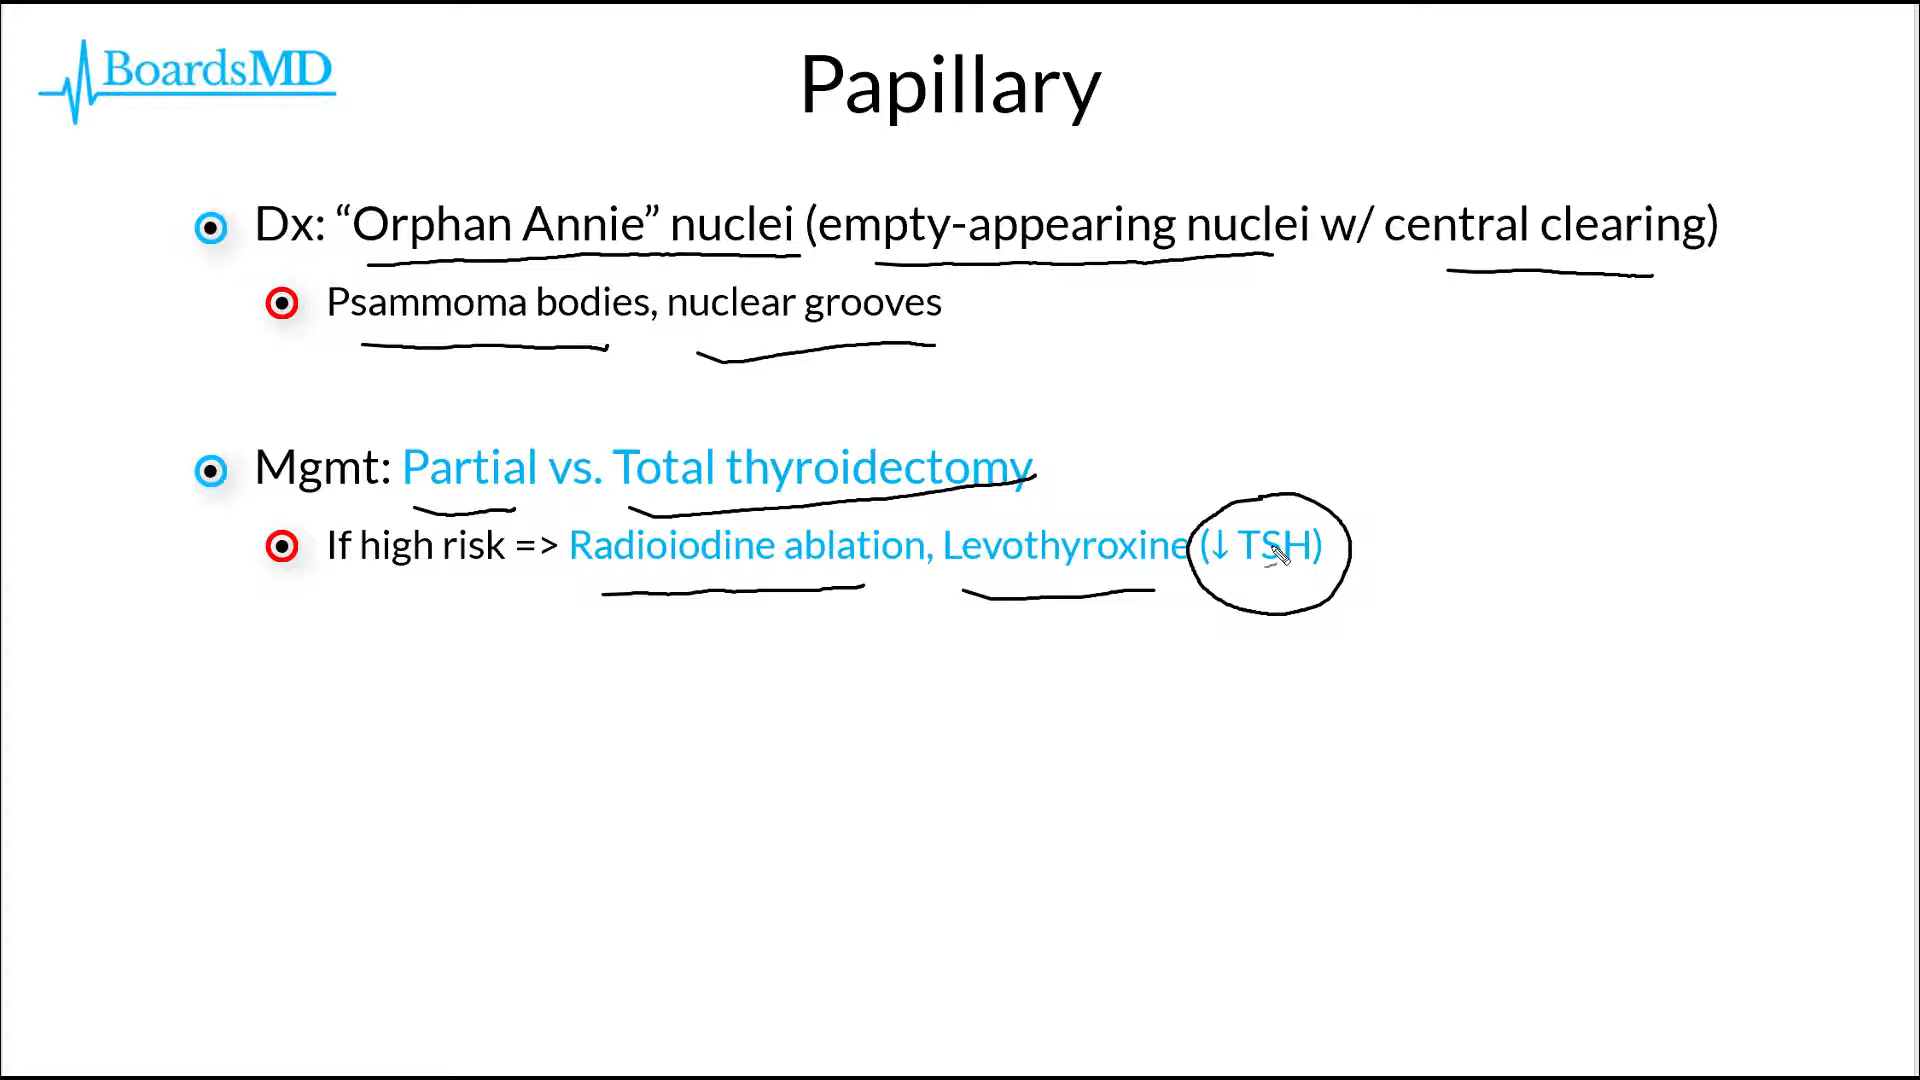 BoardsMD
Papillary
Dx: “Orphan Annie” nuclei (empty-appearing nuclei w/ central clearing)
Psammoma bodies, nuclear grooves
Mgmt: Partial vs. Total thyroidectomy
If high risk => Radioiodine ablation, Levothyroxine (↓ TSH)